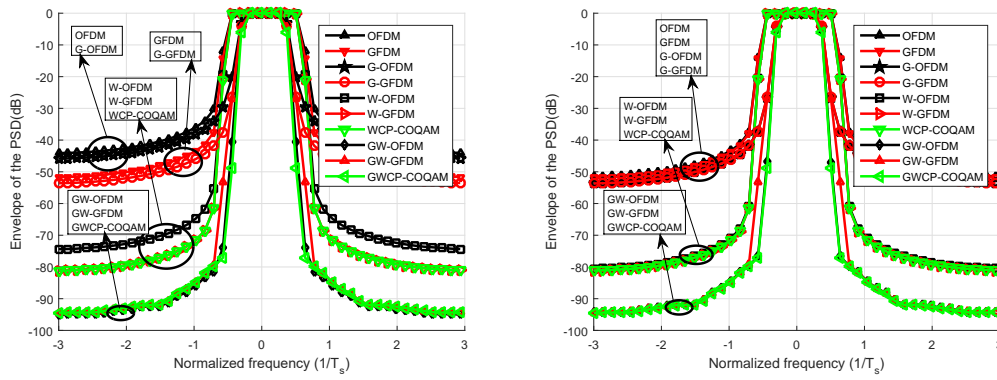 Envelope of the PSD(dB)
0
-10
-20
-30
-40
-50
-60
-70
-80
-90
-100
-3
-2
-1
0
1
2
3
Normalized frequency (1/Ts)
OFDM
G-OFDM
GFDM
G-GFDM
W-OFDM
W-GFDM
WCP-COQAM
GW-OFDM
GW-GFDM
GWCP-COQAM
OFDM
GFDM
G-OFDM
G-GFDM
W-OFDM
W-GFDM
WCP-COQAM
GW-OFDM
GW-GFDM
GWCP-COQAM
Envelope of the PSD(dB)
0
-10
-20
-30
-40
-50
-60
-70
-80
-90
-100
-3
-2
-1
0
1
2
3
Normalized frequency (1/Ts)
OFDM
GFDM
G-OFDM
G-GFDM
W-OFDM
W-GFDM
WCP-COQAM
GW-OFDM
GW-GFDM
GWCP-COQAM
OFDM
GFDM
G-OFDM
G-GFDM
W-OFDM
W-GFDM
WCP-COQAM
GW-OFDM
GW-GFDM
GWCP-COQAM